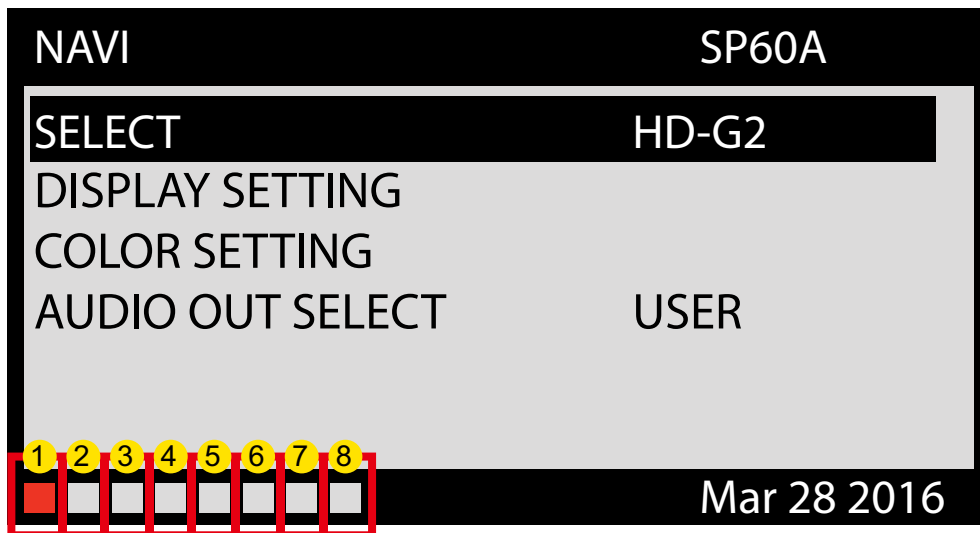 NAVI SP60A
SELECT HD-G2
DISPLAY SETTING
COLOR SETTING
AUDIO OUT SELECT USER
1 2 3 4 5 6 7 8
Mar 28 2016